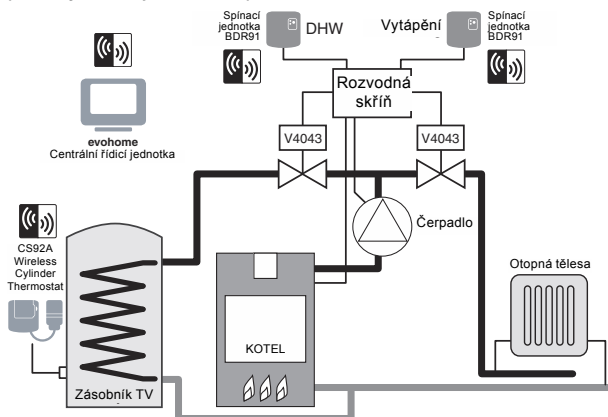 Spínací
jednotka
BDR91
DHW
Vytápění
Spínací
jednotka
BDR91
Rozvodná
skříň
evohome
Centrální řídicí jednotka
V4043
V4043
CS92A
Wireless
Cylinder
Thermostat
Čerpadlo
Otopná tělesa
KOTEL
Zásobník TV